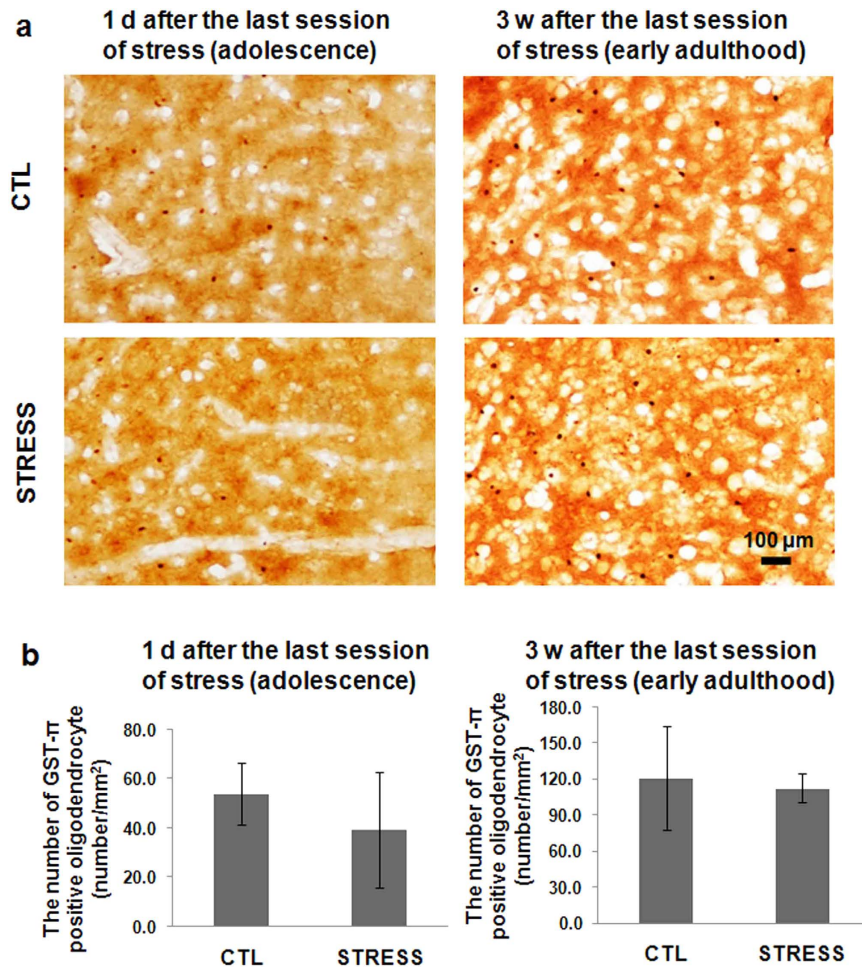 a
1 d after the last session
of stress (adolescence)
3 w after the last session
of stress (early adulthood)
CTL
STRESS
100 µm
b
1 d after the last session
of stress (adolescence)
The number of GST-π
positive oligodendrocyte
(number/mm²)
80.0
60.0
40.0
20.0
0.0
CTL
STRESS
3 w after the last session
of stress (early adulthood)
The number of GST-π
positive oligodendrocyte
(number/mm²)
180.0
150.0
120.0
90.0
60.0
30.0
0.0
CTL
STRESS